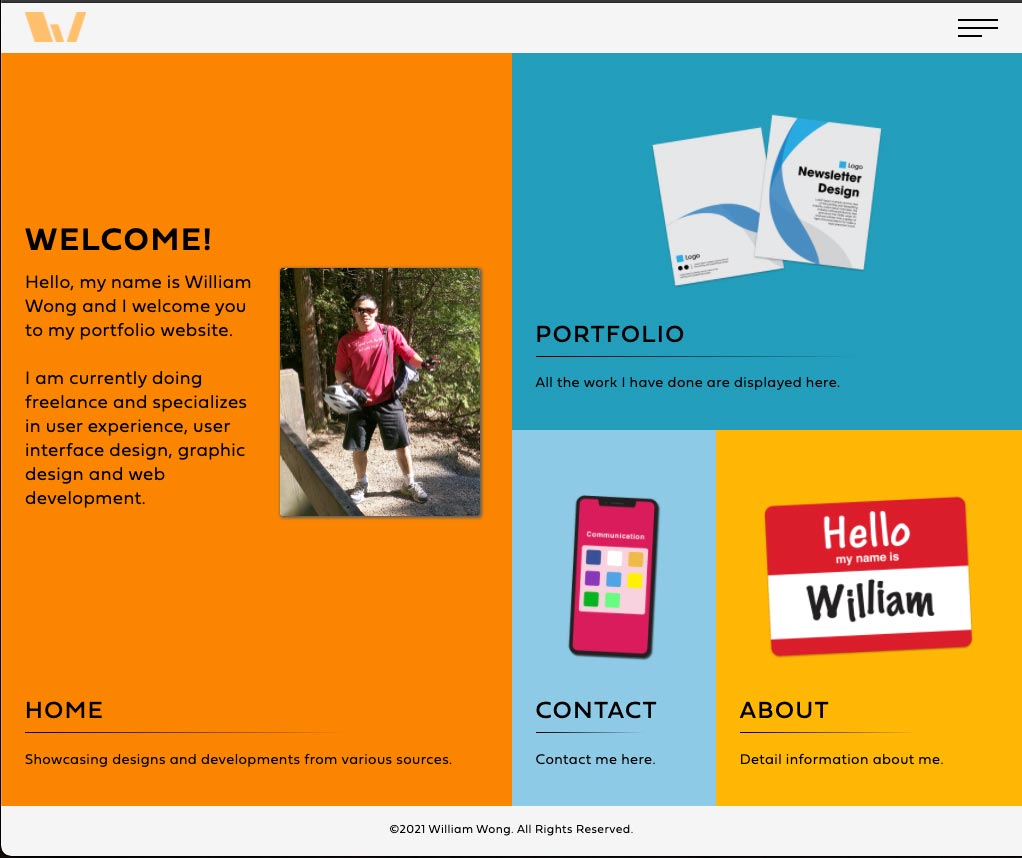 WELCOME!
Hello, my name is William
Wong and I welcome you
to my portfolio website.
I am currently doing
freelance and specializes
in user experience, user
interface design, graphic
design and web
development.
HOME
Showcasing designs and developments from various sources.
Logo
Newsletter
Design
Logo
PORTFOLIO
All the work I have done are displayed here.
Communication
CONTACT
Contact me here.
Hello
my name is
William
ABOUT
Detail information about me.
©2021 William Wong. All Rights Reserved.